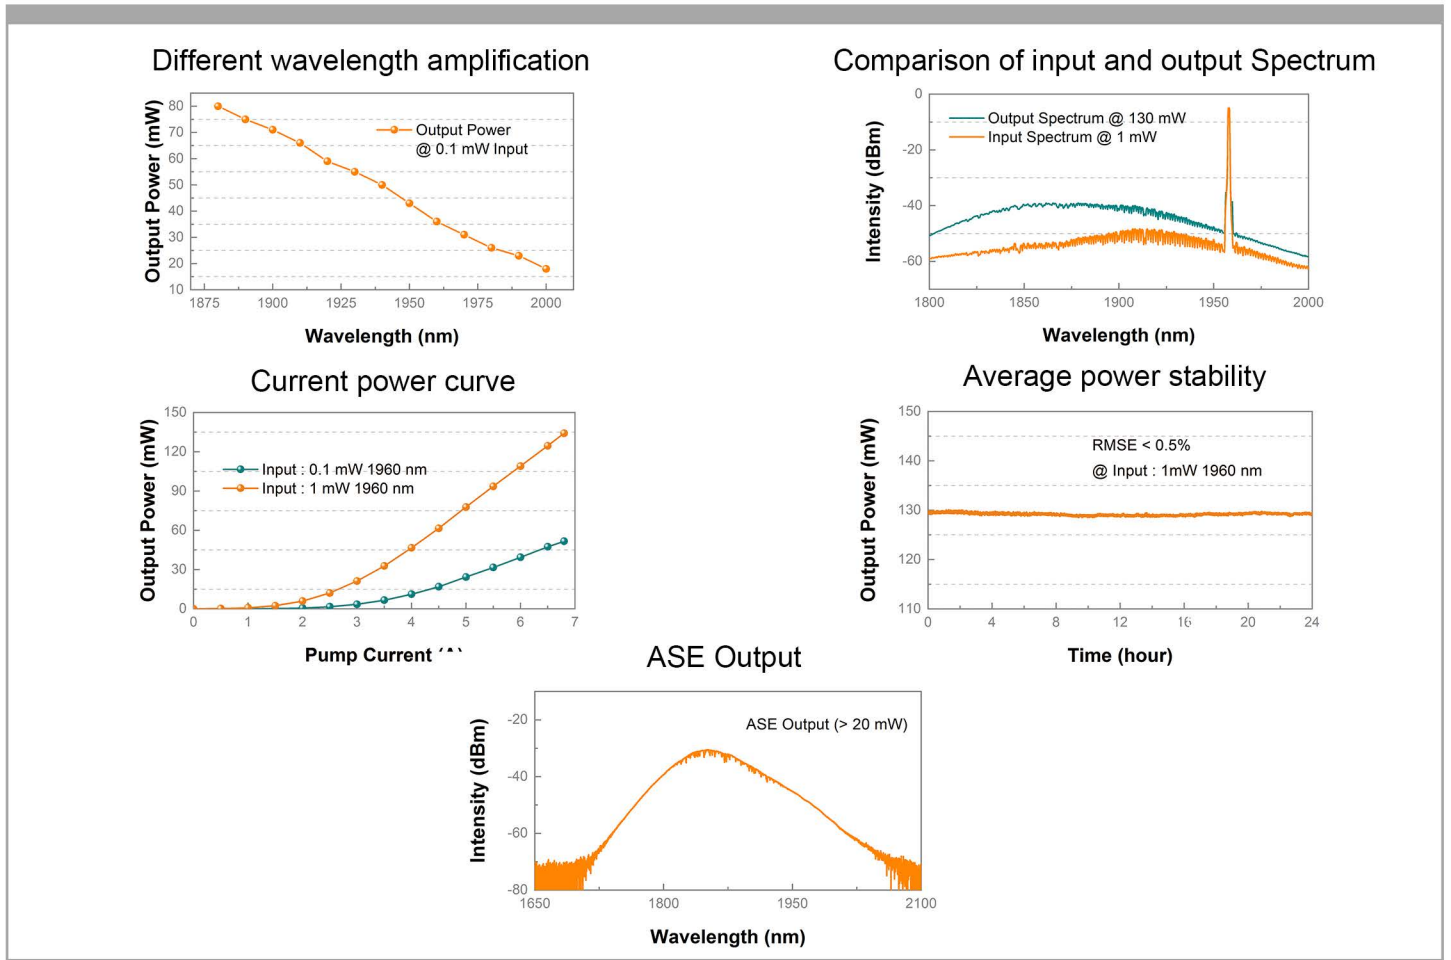 Different wavelength amplification
Output Power (mW)
80
70
60
50
40
30
20
10
Output Power
@ 0.1 mW Input
1875 1900 1925 1950 1975 2000
Wavelength (nm)
Comparison of input and output Spectrum
Intensity (dBm)
0
-20
-40
-60
Output Spectrum @ 130 mW
Input Spectrum @ 1 mW
1800 1850 1900 1950 2000
Wavelength (nm)
Current power curve
Output Power (mW)
150
120
90
60
30
0
Input : 0.1 mW 1960 nm
Input : 1 mW 1960 nm
0 1 2 3 4 5 6 7
Pump Current
Average power stability
Output Power (mW)
150
140
130
120
110
RMSE < 0.5%
@ Input : 1mW 1960 nm
0 4 8 12 16 20 24
Time (hour)
ASE Output
Intensity (dBm)
-20
-40
-60
-80
ASE Output (> 20 mW)
1650 1800 1950 2100
Wavelength (nm)